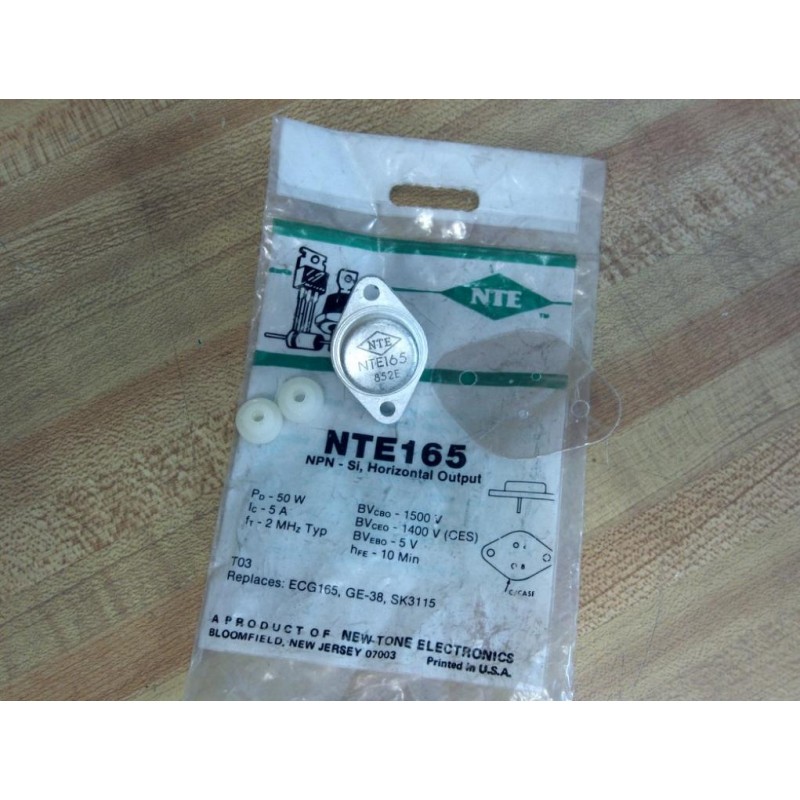 NTE
TM
NTE
NTE165
852E
NTE165
NPN - Si, Horizontal Output
PD - 50 W
IC - 5 A
fT - 2 MHz Typ
BVCBO - 1500 V
BVCEO - 1400 V (CES)
BVEBO - 5 V
hFE - 10 Min
T03
Replaces: ECG165, GE-38, SK3115
B
C/CASE
A PRODUCT OF NEW-TONE ELECTRONICS
BLOOMFIELD, NEW JERSEY 07003
Printed in U.S.A.